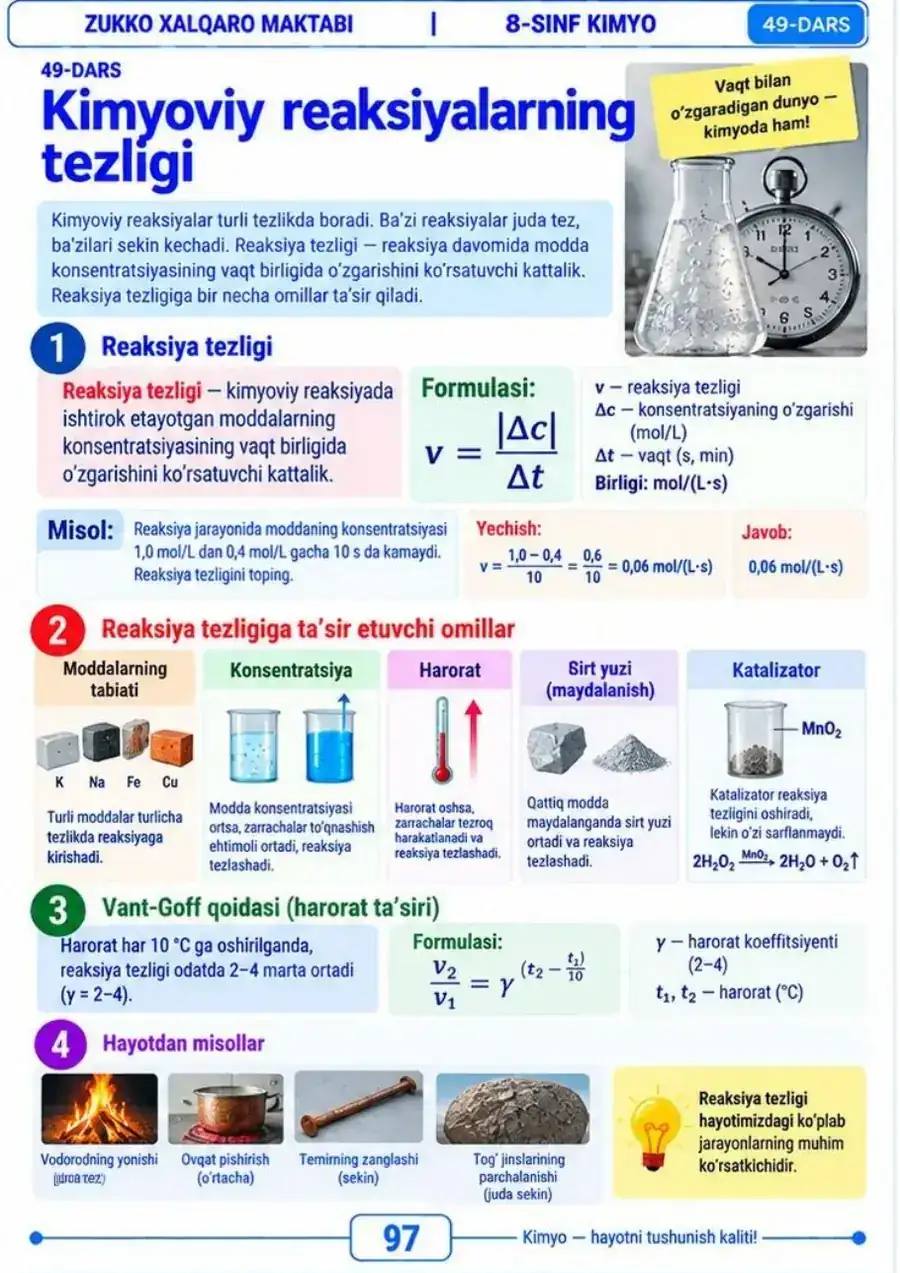 ZUKKO XALQARO MAKTABI | 8-SINF KIMYO 49-DARS
49-DARS
Kimyoviy reaksiyalarning
tezligi
Vaqt bilan
o‘zgaradigan dunyo —
kimyoda ham!
Kimyoviy reaksiyalar turli tezlikda boradi. Ba’zi reaksiyalar juda tez,
ba’zilari sekin kechadi. Reaksiya tezligi — reaksiya davomida modda
konsentratsiyasining vaqt birligida o‘zgarishini ko‘rsatuvchi kattalik.
Reaksiya tezligiga bir necha omillar ta’sir qiladi.
1 Reaksiya tezligi
Reaksiya tezligi — kimyoviy reaksiyada
ishtirok etayotgan moddalarning
konsentratsiyasining vaqt birligida
o‘zgarishini ko‘rsatuvchi kattalik.
Formulasi:
v = |Δc| / Δt
v — reaksiya tezligi
Δc — konsentratsiyaning o‘zgarishi
(mol/L)
Δt — vaqt (s, min)
Birligi: mol/(L·s)
Misol:
Reaksiya jarayonida moddaning konsentratsiyasi
1,0 mol/L dan 0,4 mol/L gacha 10 s da kamaydi.
Reaksiya tezligini toping.
Yechish:
v = 1,0 – 0,4 / 10 = 0,6 / 10 = 0,06 mol/(L·s)
Javob:
0,06 mol/(L·s)
2 Reaksiya tezligiga ta’sir etuvchi omillar
Moddalarning
tabiati
K Na Fe Cu
Turli moddalar turlicha
tezlikda reaksiyaga
kirishadi.
Konsentratsiya
Modda konsentratsiyasi
ortsa, zarrachalar to‘qnashish
ehtimoli ortadi, reaksiya
tezlashadi.
Harorat
Harorat oshsa,
zarrachalar tezroq
harakatlanadi va
reaksiya tezlashadi.
Sirt yuzi
(maydalanish)
Qattiq modda
maydalanganda sirt yuzi
ortadi va reaksiya
tezlashadi.
Katalizator
MnO₂
Katalizator reaksiya
tezligini oshiradi,
lekin o‘zi sarflanmaydi.
2H₂O₂ MnO₂→ 2H₂O + O₂↑
3 Vant-Goff qoidasi (harorat ta’siri)
Harorat har 10 °C ga oshirilganda,
reaksiya tezligi odatda 2–4 marta ortadi
(y = 2–4).
Formulasi:
v₂ / v₁ = γ (t₂ – t₁) / 10
γ — harorat koeffitsiyenti
(2–4)
t₁, t₂ — harorat (°C)
4 Hayotdan misollar
Vodorodning yonishi
Ovqat pishirish
(o‘rtacha)
Temirning zanglashi
(sekin)
Tog‘ jinslarining
parchalanishi
(juda sekin)
Reaksiya tezligi
hayotimizdagi ko‘plab
jarayonlarning muhim
ko‘rsatkichidir.
97
Kimyo — hayotni tushunish kaliti!